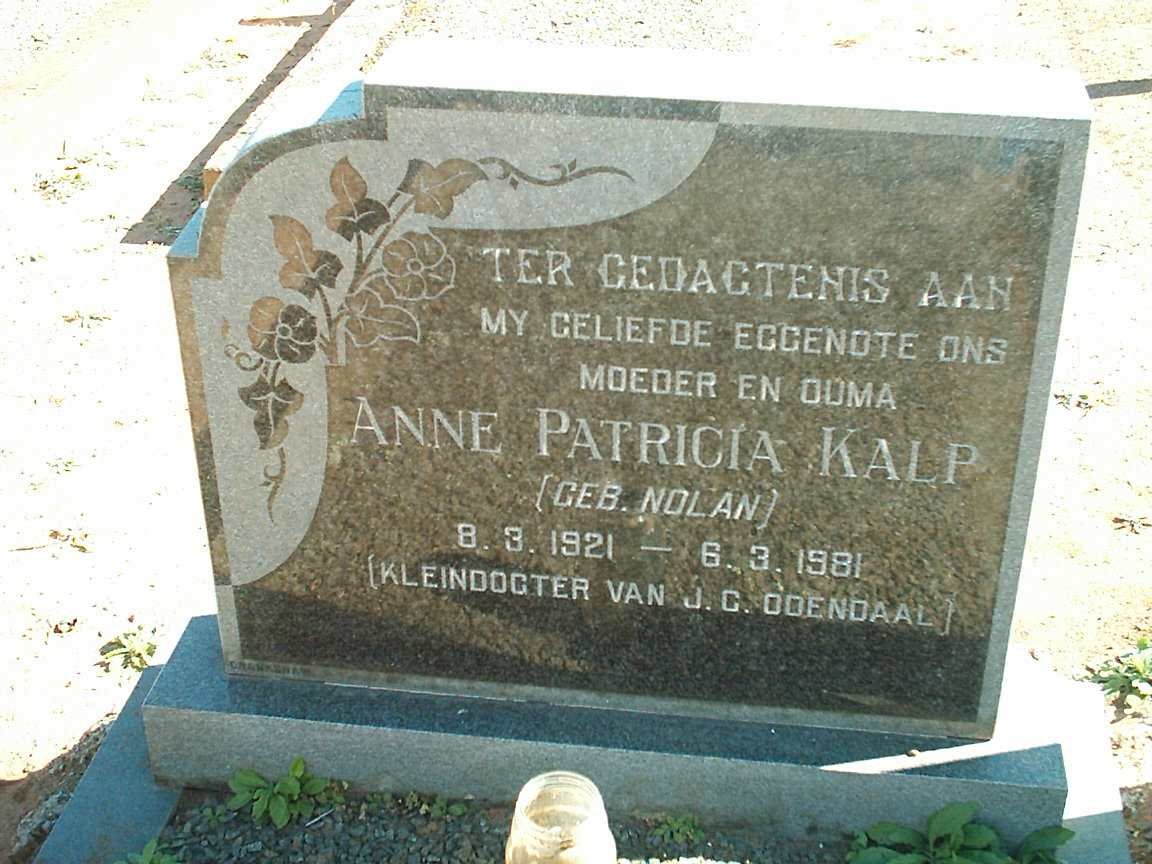 TER GEDAGTENIS AAN
MY GELIEFDE EGGENOTE ONS
MOEDER EN OUMA
ANNE PATRICIA KALP
(GEB. NOLAN)
8. 3. 1921 — 6. 3. 1981
(KLEINDOGTER VAN J. C. ODENDAAL)